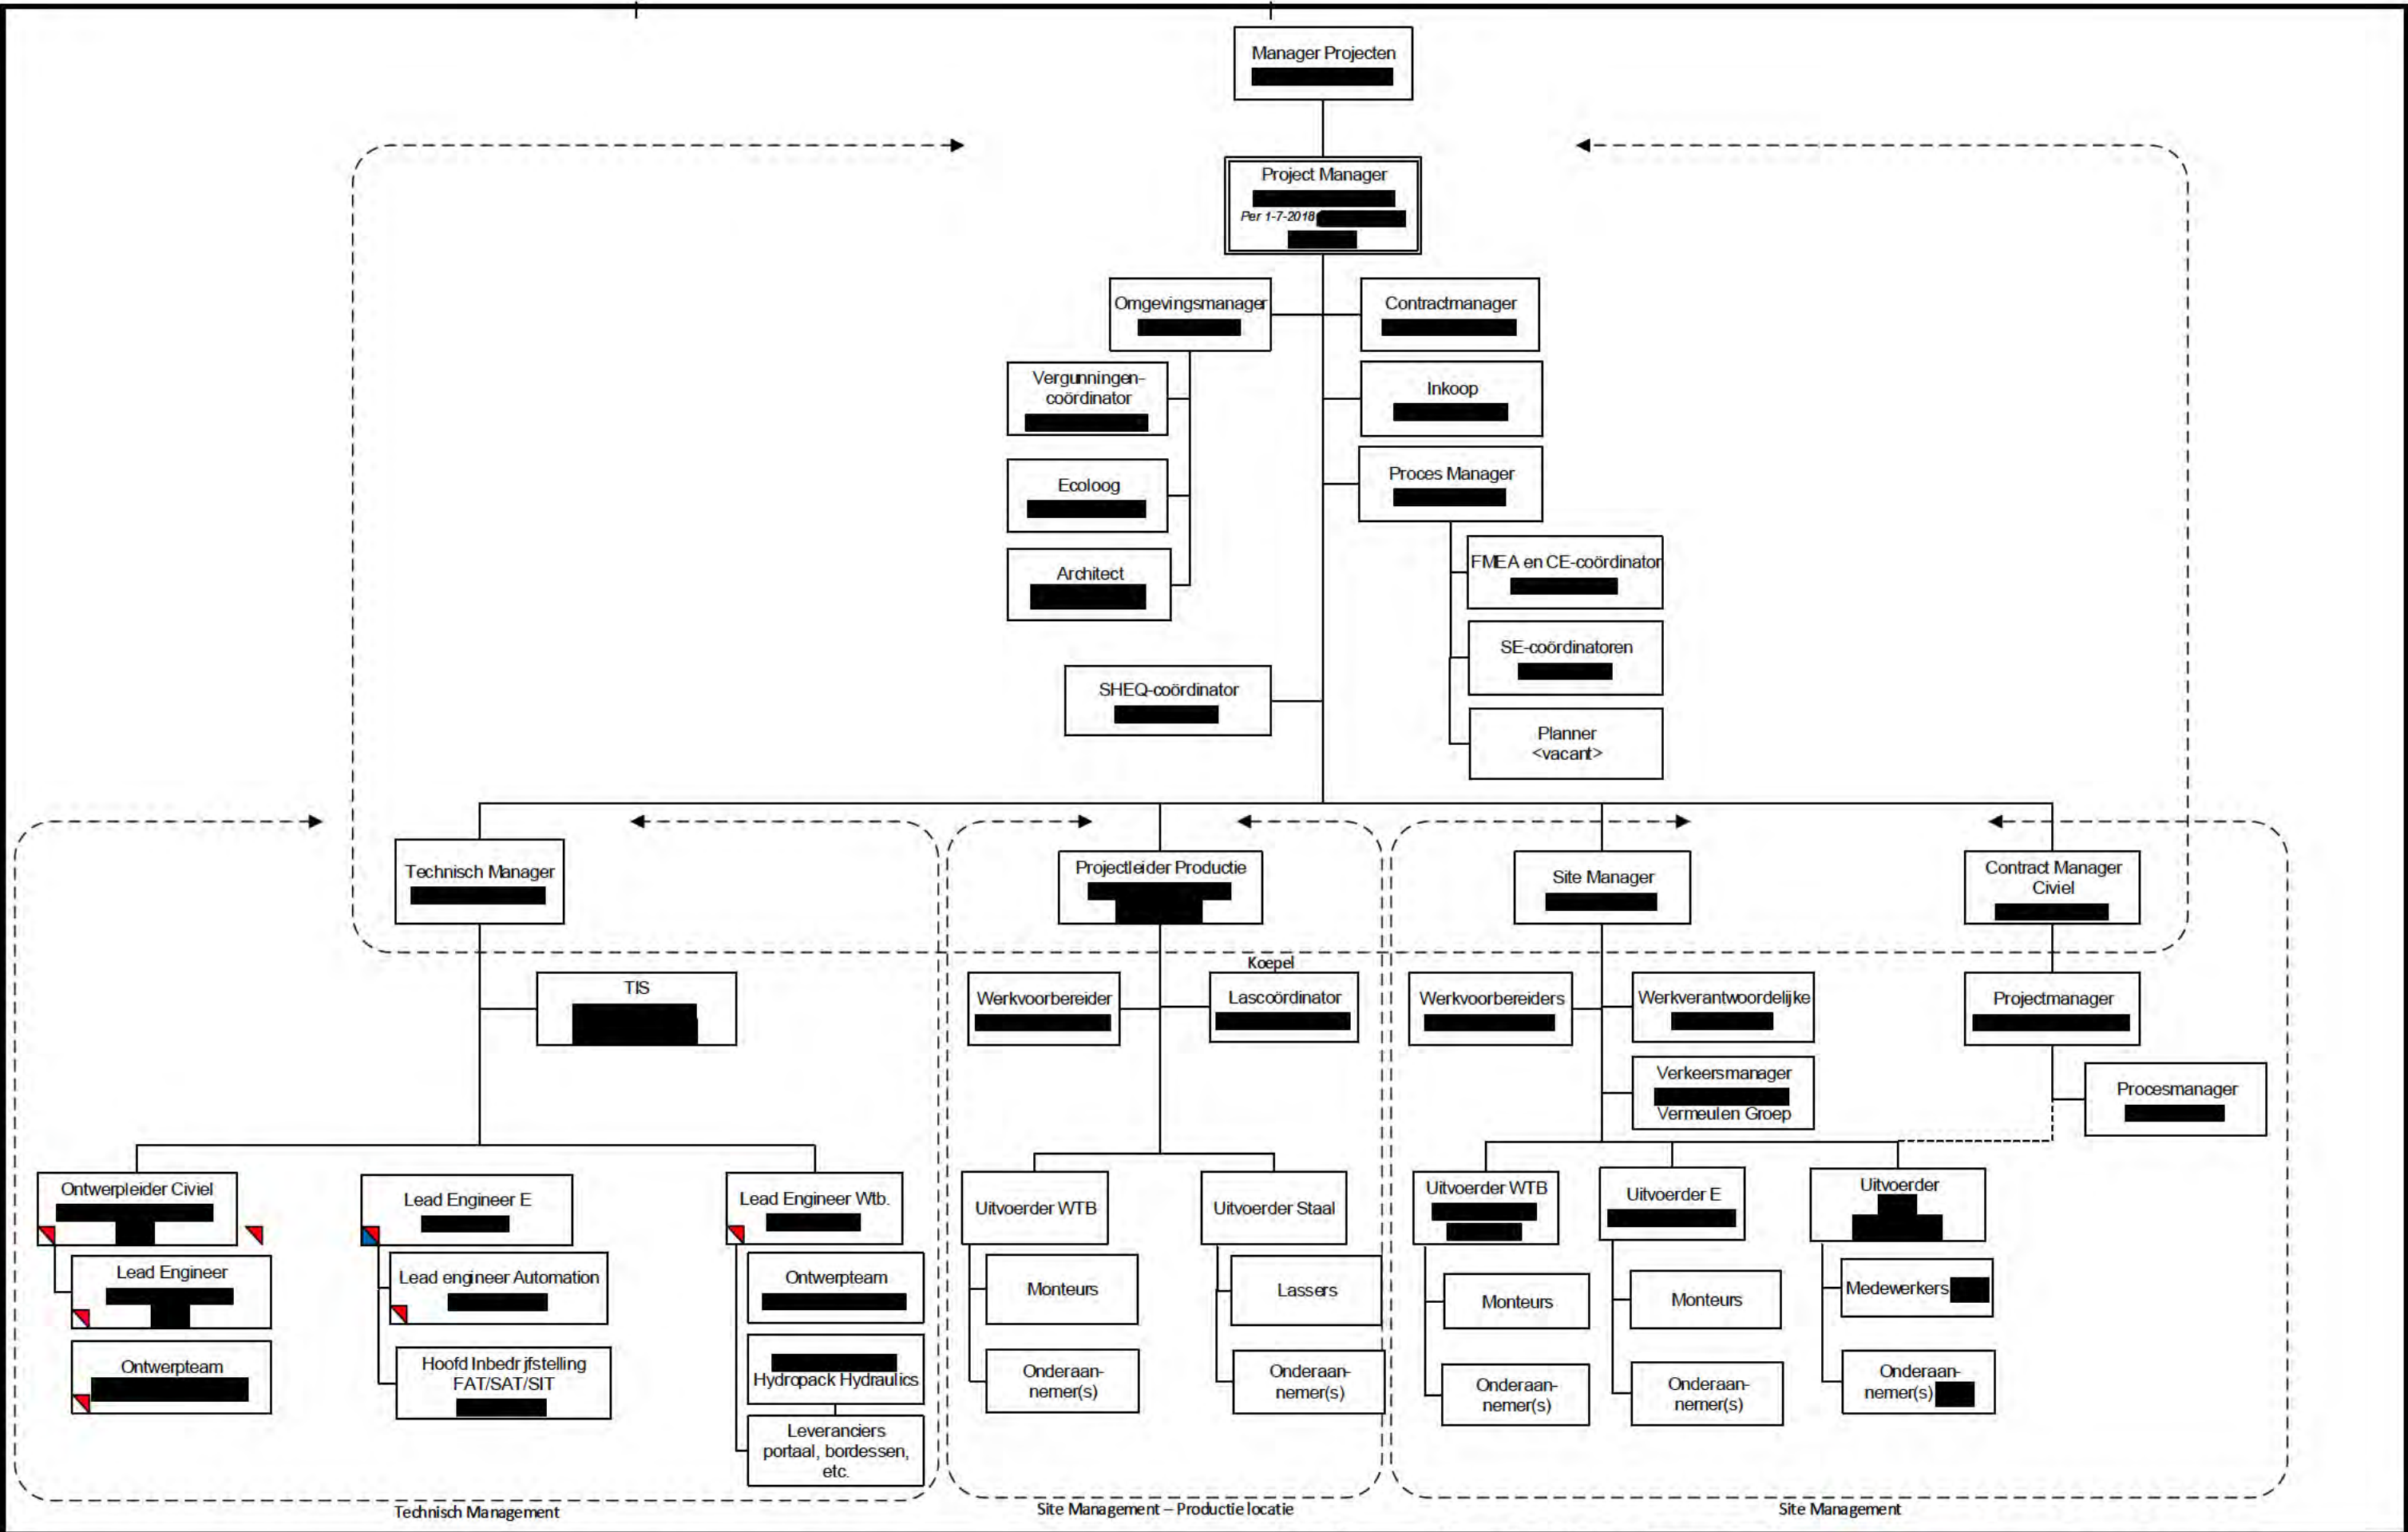 Manager Projecten
Project Manager
Per 1-7-2018
Omgevingsmanager
Contractmanager
Vergunningen-
coördinator
Inkoop
Ecoloog
Proces Manager
Architect
FMEA en CE-coördinator
SE-coördinatoren
SHEQ-coördinator
Planner
<vacant>
Technisch Manager
Projectleider Productie
Site Manager
Contract Manager
Civiel
TIS
Werkvoorbereider
Koepel
Lascoördinator
Werkvoorbereiders
Werkverantwoordelijke
Projectmanager
Verkeersmanager
Vermeulen Groep
Procesmanager
Ontwerpleider Civiel
Lead Engineer E
Lead Engineer Wtb.
Uitvoerder WTB
Uitvoerder Staal
Uitvoerder WTB
Uitvoerder E
Uitvoerder
Lead Engineer
Lead engineer Automation
Ontwerpteam
Monteurs
Lassers
Monteurs
Monteurs
Medewerkers
Ontwerpteam
Hoofd Inbedrijfstelling
FAT/SAT/SIT
Hydropack Hydraulics
Onderaan-
nemer(s)
Onderaan-
nemer(s)
Onderaan-
nemer(s)
Onderaan-
nemer(s)
Onderaan-
nemer(s)
Leveranciers
portaal, bordessen,
etc.
Technisch Management
Site Management – Productie locatie
Site Management